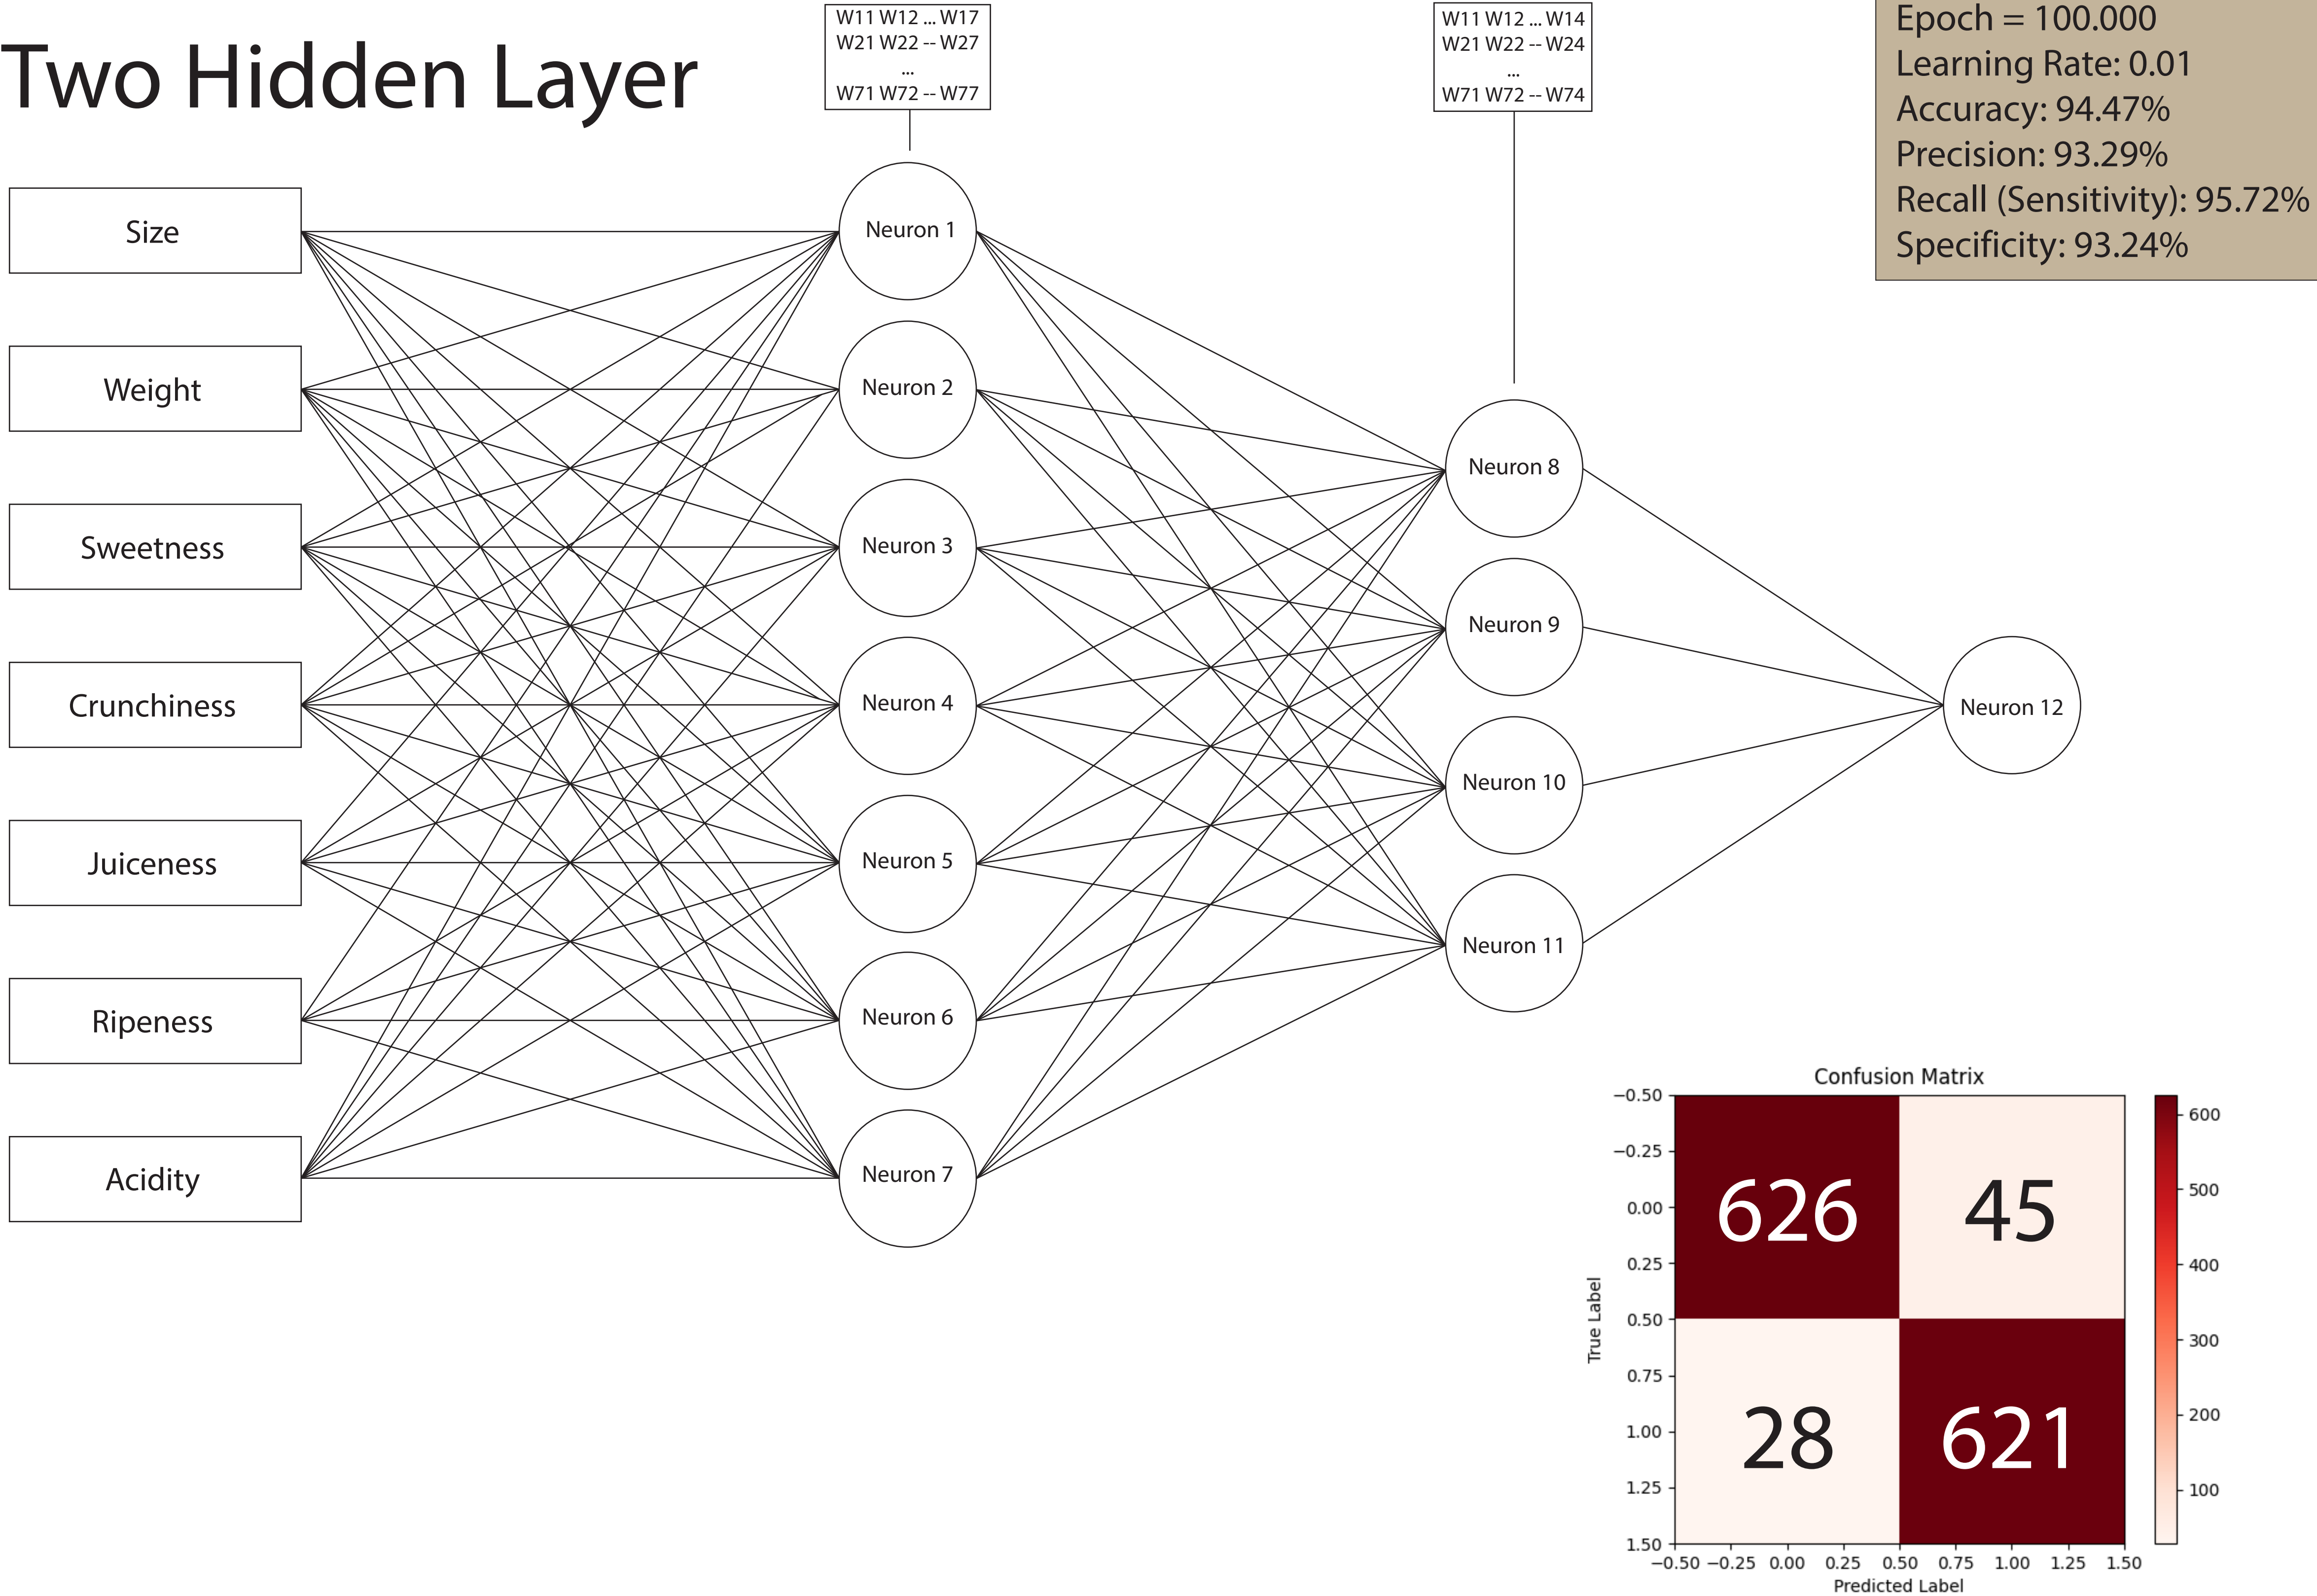 Two Hidden Layer
W11 W12 ... W17
W21 W22 -- W27
...
W71 W72 -- W77
W11 W12 ... W14
W21 W22 -- W24
...
W71 W72 -- W74
Epoch = 100.000
Learning Rate: 0.01
Accuracy: 94.47%
Precision: 93.29%
Recall (Sensitivity): 95.72%
Specificity: 93.24%
Size
Weight
Sweetness
Crunchiness
Juiceness
Ripeness
Acidity
Neuron 1
Neuron 2
Neuron 3
Neuron 4
Neuron 5
Neuron 6
Neuron 7
Neuron 8
Neuron 9
Neuron 10
Neuron 11
Neuron 12
Confusion Matrix
True Label
−0.50
−0.25
0.00
0.25
0.50
0.75
1.00
1.25
1.50
626 45
28 621
−0.50 −0.25 0.00 0.25 0.50 0.75 1.00 1.25 1.50
Predicted Label
600
500
400
300
200
100